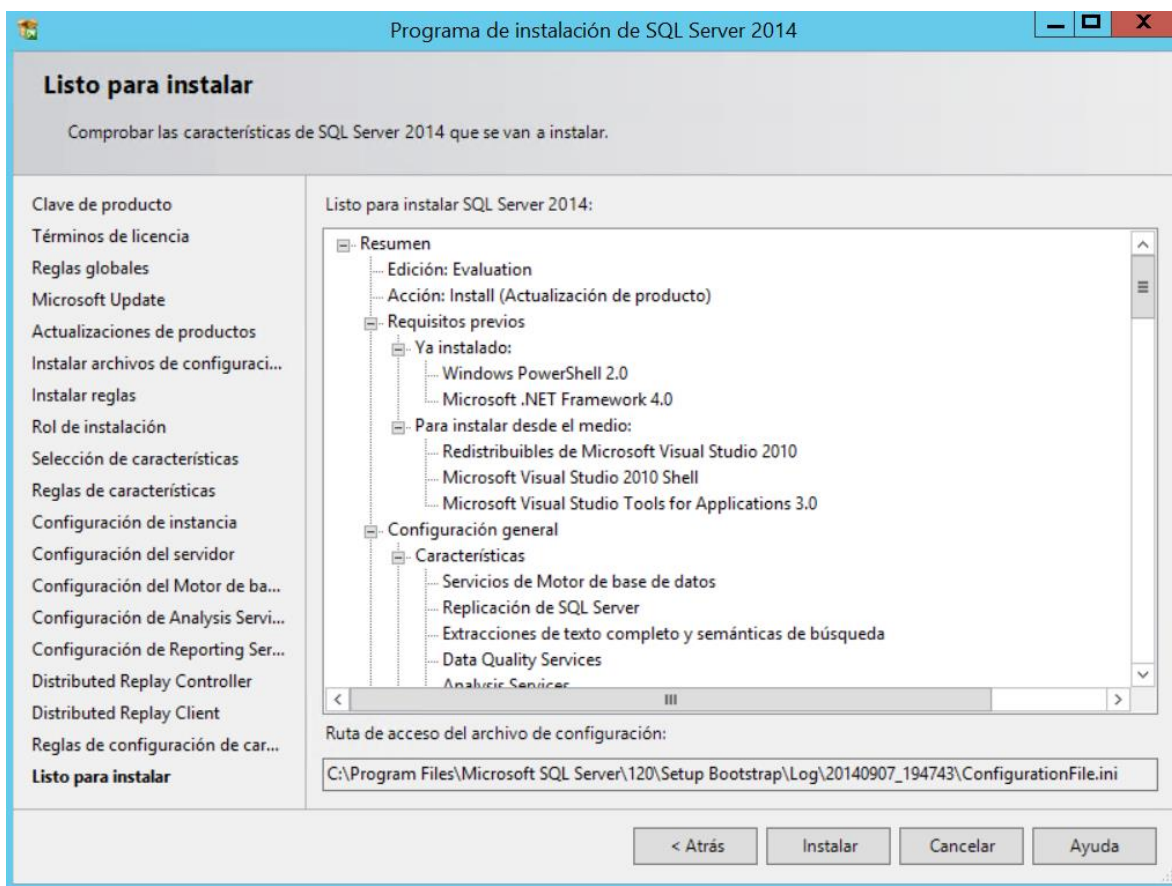 Programa de instalación de SQL Server 2014
Listo para instalar
Comprobar las características de SQL Server 2014 que se van a instalar.
Clave de producto
Términos de licencia
Reglas globales
Microsoft Update
Actualizaciones de productos
Instalar archivos de configuraci...
Instalar reglas
Rol de instalación
Selección de características
Reglas de características
Configuración de instancia
Configuración del servidor
Configuración del Motor de ba...
Configuración de Analysis Servi...
Configuración de Reporting Ser...
Distributed Replay Controller
Distributed Replay Client
Reglas de configuración de car...
Listo para instalar
Listo para instalar SQL Server 2014:
Resumen
Edición: Evaluation
Acción: Install (Actualización de producto)
Requisitos previos
Ya instalado:
Windows PowerShell 2.0
Microsoft .NET Framework 4.0
Para instalar desde el medio:
Redistribuibles de Microsoft Visual Studio 2010
Microsoft Visual Studio 2010 Shell
Microsoft Visual Studio Tools for Applications 3.0
Configuración general
Características
Servicios de Motor de base de datos
Replicación de SQL Server
Extracciones de texto completo y semánticas de búsqueda
Data Quality Services
Analysis Services
Ruta de acceso del archivo de configuración:
C:\Program Files\Microsoft SQL Server\120\Setup Bootstrap\Log\20140907_194743\ConfigurationFile.ini
< Atrás
Instalar
Cancelar
Ayuda